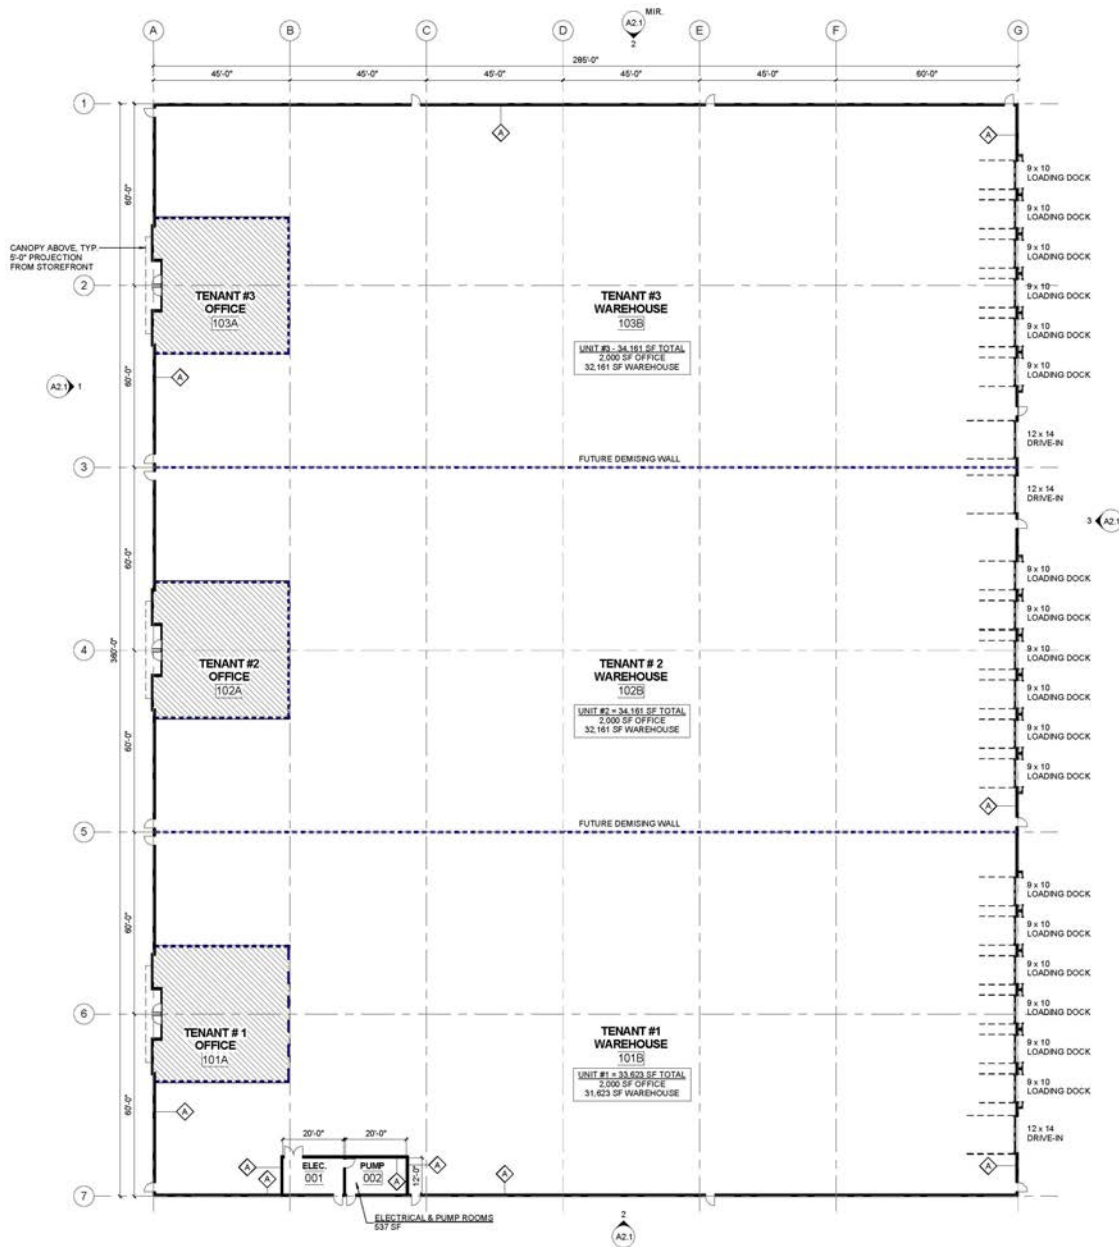 MIR.
A2.1
2
A
B
C
D
E
F
G
285'-0"
45'-0"
45'-0"
45'-0"
45'-0"
45'-0"
60'-0"
1
A
A
9 x 10
LOADING DOCK
60'-0"
9 x 10
LOADING DOCK
CANOPY ABOVE, TYP.
5'-0" PROJECTION
FROM STOREFRONT
9 x 10
LOADING DOCK
2
9 x 10
LOADING DOCK
TENANT #3
OFFICE
103A
TENANT #3
WAREHOUSE
103B
9 x 10
LOADING DOCK
UNIT #3 - 34,161 SF TOTAL
2,000 SF OFFICE
32,161 SF WAREHOUSE
9 x 10
LOADING DOCK
60'-0"
A
A2.1
1
12 x 14
DRIVE-IN
FUTURE DEMISING WALL
3
12 x 14
DRIVE-IN
3
A2.1
60'-0"
9 x 10
LOADING DOCK
9 x 10
LOADING DOCK
360'-0"
4
9 x 10
LOADING DOCK
TENANT #2
OFFICE
102A
TENANT # 2
WAREHOUSE
102B
9 x 10
LOADING DOCK
UNIT #2 = 34,161 SF TOTAL
2,000 SF OFFICE
32,161 SF WAREHOUSE
9 x 10
LOADING DOCK
60'-0"
9 x 10
LOADING DOCK
A
FUTURE DEMISING WALL
5
9 x 10
LOADING DOCK
60'-0"
9 x 10
LOADING DOCK
9 x 10
LOADING DOCK
6
9 x 10
LOADING DOCK
TENANT # 1
OFFICE
101A
TENANT #1
WAREHOUSE
101B
9 x 10
LOADING DOCK
UNIT #1 = 33,623 SF TOTAL
2,000 SF OFFICE
31,623 SF WAREHOUSE
9 x 10
LOADING DOCK
60'-0"
A
12 x 14
DRIVE-IN
20'-0"
20'-0"
A
A
ELEC.
001
PUMP
002
A
12'-0"
A
A
A
7
ELECTRICAL & PUMP ROOMS
537 SF
2
A2.1